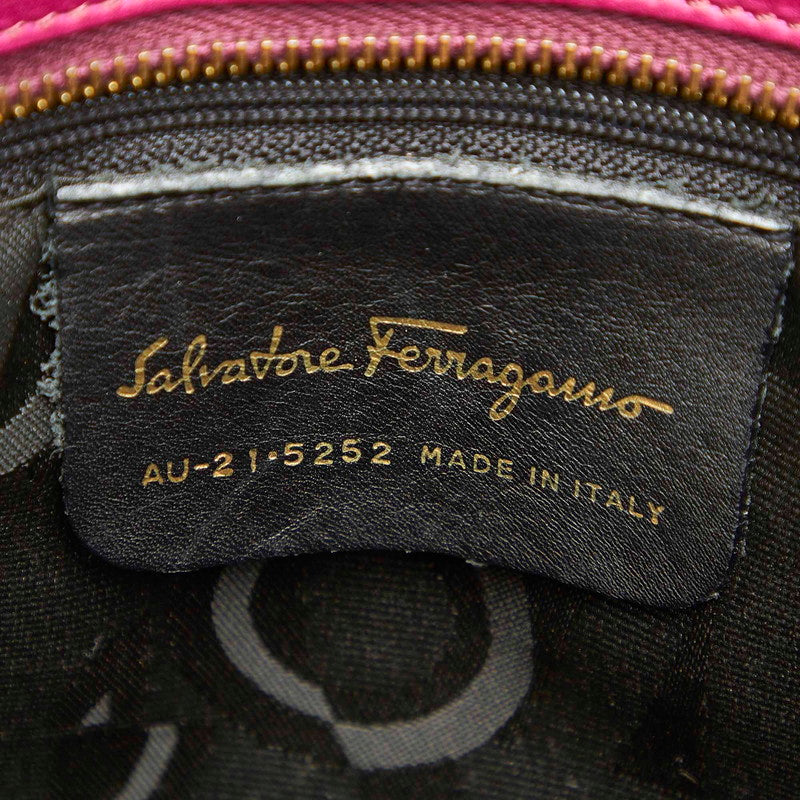 Salvatore Ferragamo
AU-21·5252 MADE IN ITALY